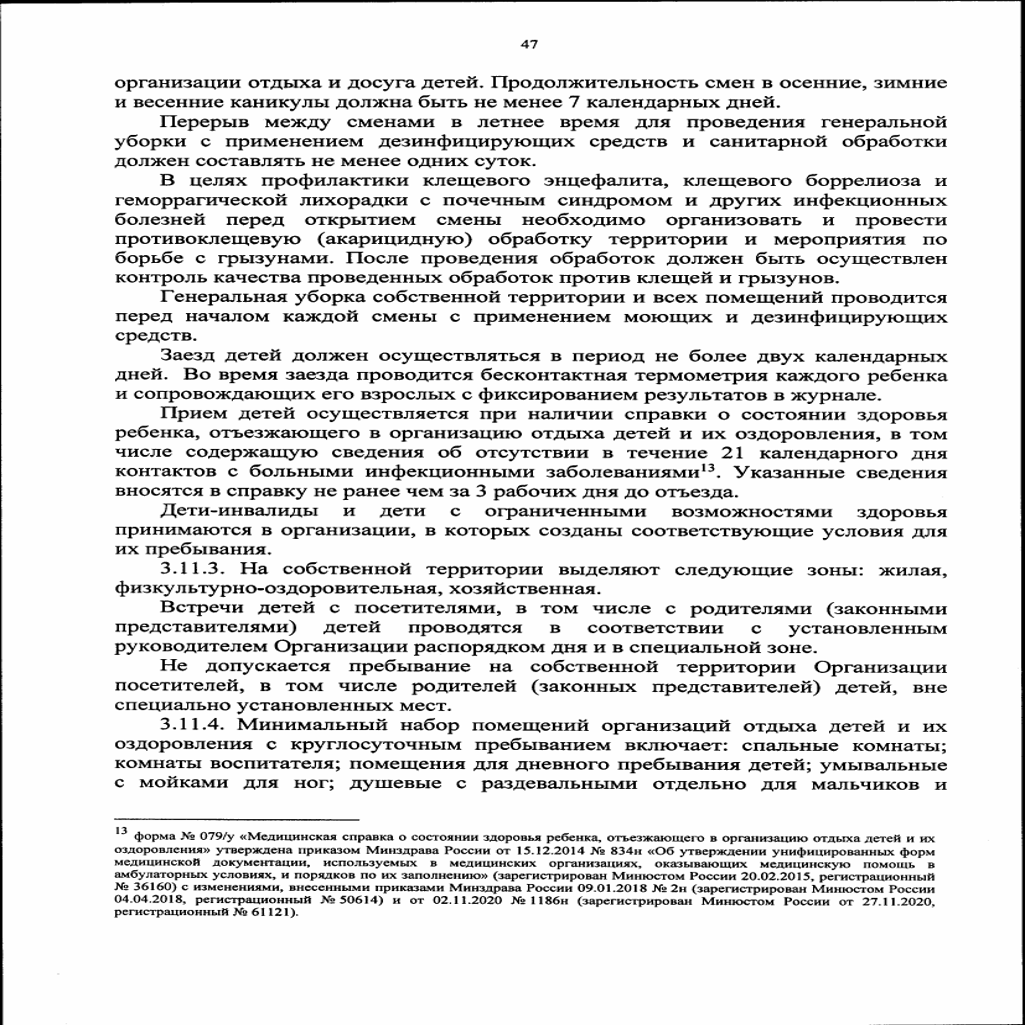 47
организации отдыха и досуга детей. Продолжительность смен в осенние, зимние
и весенние каникулы должна быть не менее 7 календарных дней.
Перерыв между сменами в летнее время для проведения генеральной
уборки с применением дезинфицирующих средств и санитарной обработки
должен составлять не менее одних суток.
В целях профилактики клещевого энцефалита, клещевого боррелиоза и
геморрагической лихорадки с почечным синдромом и других инфекционных
болезней перед открытием смены необходимо организовать и провести
противоклещевую (акарицидную) обработку территории и мероприятия по
борьбе с грызунами. После проведения обработок должен быть осуществлен
контроль качества проведенных обработок против клещей и грызунов.
Генеральная уборка собственной территории и всех помещений проводится
перед началом каждой смены с применением моющих и дезинфицирующих
средств.
Заезд детей должен осуществляться в период не более двух календарных
дней. Во время заезда проводится бесконтактная термометрия каждого ребенка
и сопровождающих его взрослых с фиксированием результатов в журнале.
Прием детей осуществляется при наличии справки о состоянии здоровья
ребенка, отъезжающего в организацию отдыха детей и их оздоровления, в том
числе содержащую сведения об отсутствии в течение 21 календарного дня
контактов с больными инфекционными заболеваниями¹³. Указанные сведения
вносятся в справку не ранее чем за 3 рабочих дня до отъезда.
Дети-инвалиды и дети с ограниченными возможностями здоровья
принимаются в организации, в которых созданы соответствующие условия для
их пребывания.
3.11.3. На собственной территории выделяют следующие зоны: жилая,
физкультурно-оздоровительная, хозяйственная.
Встречи детей с посетителями, в том числе с родителями (законными
представителями) детей проводятся в соответствии с установленным
руководителем Организации распорядком дня и в специальной зоне.
Не допускается пребывание на собственной территории Организации
посетителей, в том числе родителей (законных представителей) детей, вне
специально установленных мест.
3.11.4. Минимальный набор помещений организаций отдыха детей и их
оздоровления с круглосуточным пребыванием включает: спальные комнаты;
комнаты воспитателя; помещения для дневного пребывания детей; умывальные
с мойками для ног; душевые с раздевальными отдельно для мальчиков и
¹³ форма № 079/у «Медицинская справка о состоянии здоровья ребенка, отъезжающего в организацию отдыха детей и их
оздоровления» утверждена приказом Минздрава России от 15.12.2014 № 834н «Об утверждении унифицированных форм
медицинской документации, используемых в медицинских организациях, оказывающих медицинскую помощь в
амбулаторных условиях, и порядков по их заполнению» (зарегистрирован Минюстом России 20.02.2015, регистрационный
№ 36160) с изменениями, внесенными приказами Минздрава России 09.01.2018 № 2н (зарегистрирован Минюстом России
04.04.2018, регистрационный № 50614) и от 02.11.2020 № 1186н (зарегистрирован Минюстом России от 27.11.2020,
регистрационный № 61121).